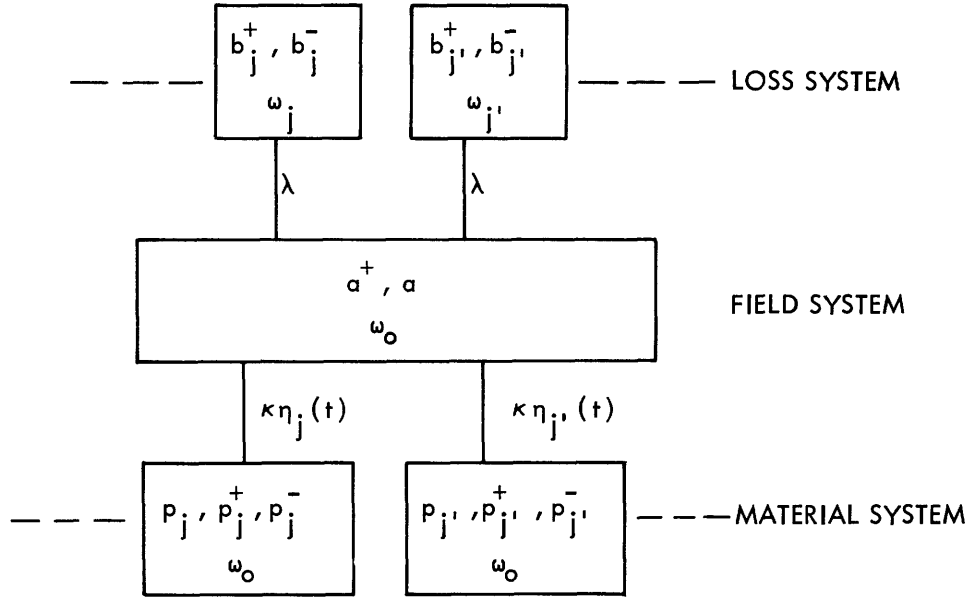 b⁺ⱼ, b⁻ⱼ
ωⱼ
b⁺ⱼ', b⁻ⱼ'
ωⱼ'
LOSS SYSTEM
λ
λ
a⁺, a
ω₀
FIELD SYSTEM
κηⱼ(t)
κηⱼ'(t)
pⱼ, p⁺ⱼ, p⁻ⱼ
ω₀
pⱼ', p⁺ⱼ', p⁻ⱼ'
ω₀
MATERIAL SYSTEM